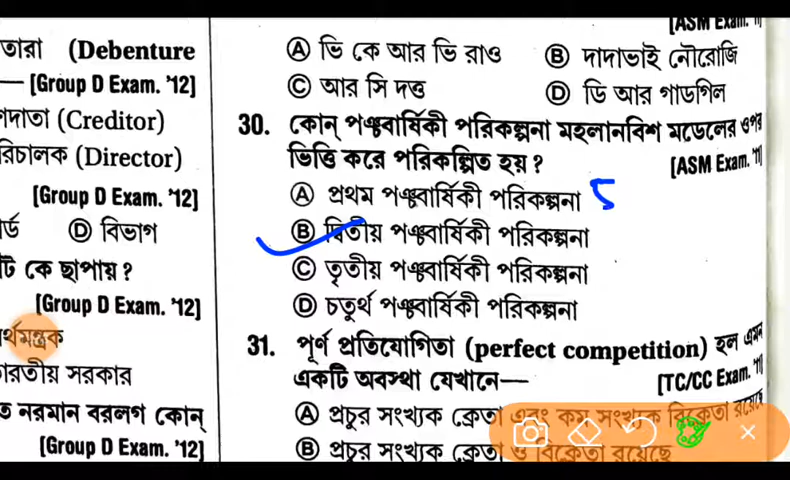 তারা (Debenture
— [Group D Exam. '12]
াদাতা (Creditor)
রিচালক (Director)
[Group D Exam. '12]
র্ড Ⓓ বিভাগ
টি কে ছাপায় ?
[Group D Exam. '12]
র্থমন্ত্রক
ারতীয় সরকার
ত নরমান বরলগ কোন্
[Group D Exam. '12]
[ASM Exam. '11]
Ⓐ ভি কে আর ভি রাও Ⓑ দাদাভাই নৌরোজি
Ⓒ আর সি দত্ত Ⓓ ডি আর গাডগিল
30. কোন্ পঞ্চবার্ষিকী পরিকল্পনা মহলানবিশ মডেলের ওপর
ভিত্তি করে পরিকল্পিত হয় ? [ASM Exam. '11]
Ⓐ প্রথম পঞ্চবার্ষিকী পরিকল্পনা
Ⓑ দ্বিতীয় পঞ্চবার্ষিকী পরিকল্পনা
Ⓒ তৃতীয় পঞ্চবার্ষিকী পরিকল্পনা
Ⓓ চতুর্থ পঞ্চবার্ষিকী পরিকল্পনা
31. পূর্ণ প্রতিযোগিতা (perfect competition) হল এমন
একটি অবস্থা যেখানে— [TC/CC Exam. '11]
Ⓐ প্রচুর সংখ্যক ক্রেতা এবং কম সংখ্যক বিক্রেতা রয়েছে
Ⓑ প্রচুর সংখ্যক ক্রেতা ও বিক্রেতা রয়েছে